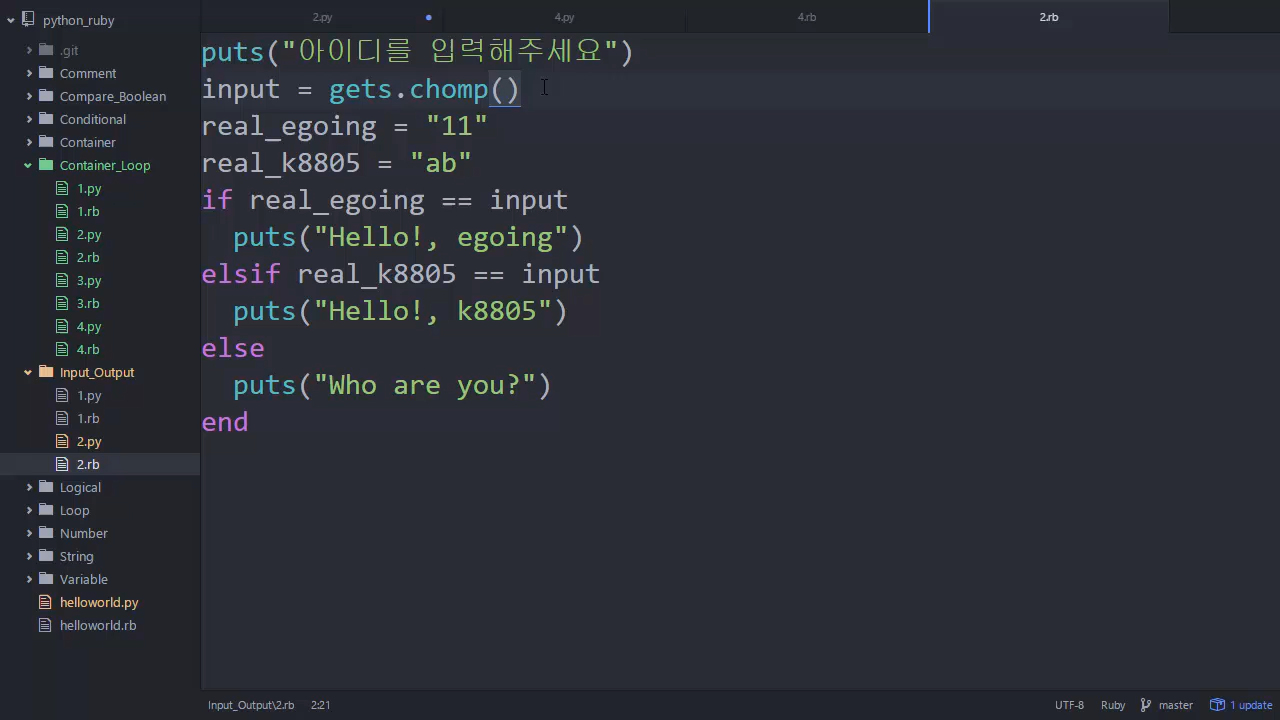 python_ruby
.git
Comment
Compare_Boolean
Conditional
Container
Container_Loop
1.py
1.rb
2.py
2.rb
3.py
3.rb
4.py
4.rb
Input_Output
1.py
1.rb
2.py
2.rb
Logical
Loop
Number
String
Variable
helloworld.py
helloworld.rb
2.py
4.py
4.rb
2.rb
puts("아이디를 입력해주세요")
input = gets.chomp()
real_egoing = "11"
real_k8805 = "ab"
if real_egoing == input
  puts("Hello!, egoing")
elsif real_k8805 == input
  puts("Hello!, k8805")
else
  puts("Who are you?")
end
Input_Output\2.rb 2:21 UTF-8 Ruby master 1 update